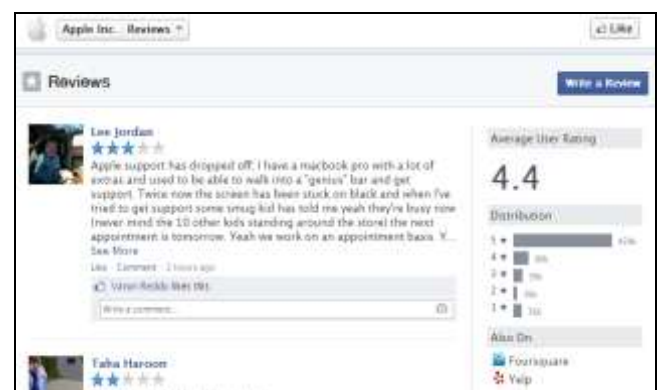 Apple Inc. Reviews
Like
Reviews
Write a Review
Lee Jordan
Apple support has dropped off; I have a macbook pro with a lot of
extras and used to be able to walk into a "genius" bar and get
support. Twice now the screen has been stuck on black and when I've
tried to get support some smug kid has told me yeah they're busy now
(never mind the 10 other kids standing around the store) the next
appointment is tomorrow. Yeah we work on an appointment basis. Y...
See More
Like · Comment · 2 hours ago
likes this.
Write a comment...
Taha Haroon
Average User Rating
4.4
Distribution
5 ★
4 ★
3 ★
2 ★
1 ★
Also On
Foursquare
Yelp